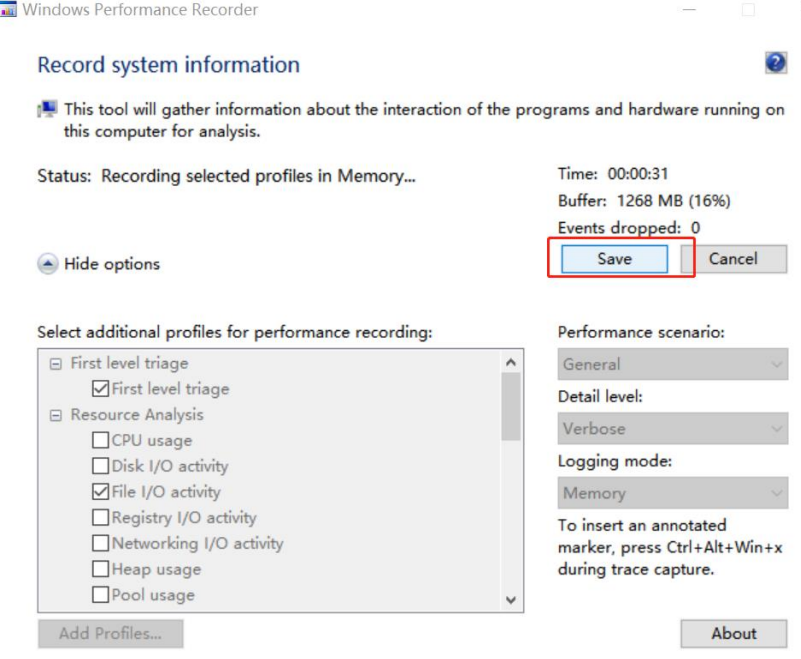 Windows Performance Recorder
Record system information
This tool will gather information about the interaction of the programs and hardware running on
this computer for analysis.
Status: Recording selected profiles in Memory...
Time: 00:00:31
Buffer: 1268 MB (16%)
Events dropped: 0
Hide options
Save
Cancel
Select additional profiles for performance recording:
First level triage
First level triage
Resource Analysis
CPU usage
Disk I/O activity
File I/O activity
Registry I/O activity
Networking I/O activity
Heap usage
Pool usage
Add Profiles...
Performance scenario:
General
Detail level:
Verbose
Logging mode:
Memory
To insert an annotated
marker, press Ctrl+Alt+Win+x
during trace capture.
About